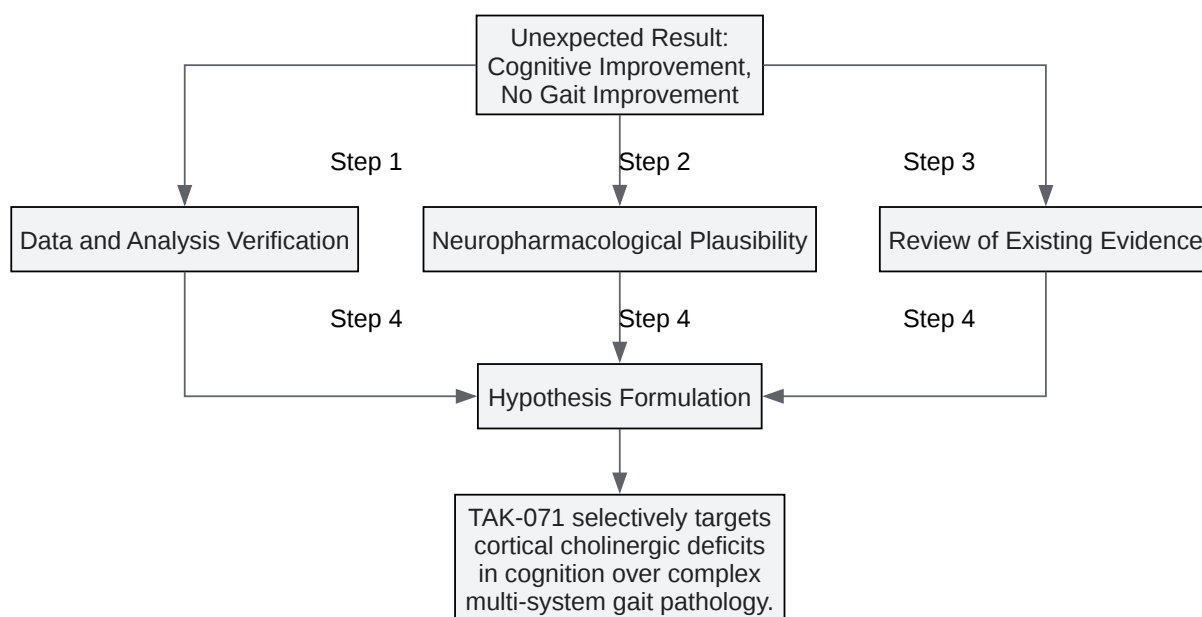 Unexpected Result:
Cognitive Improvement,
No Gait Improvement
Step 1
Step 2
Step 3
Data and Analysis Verification
Neuropharmacological Plausibility
Review of Existing Evidence
Step 4
Step 4
Step 4
Hypothesis Formulation
TAK-071 selectively targets
cortical cholinergic deficits
in cognition over complex
multi-system gait pathology.